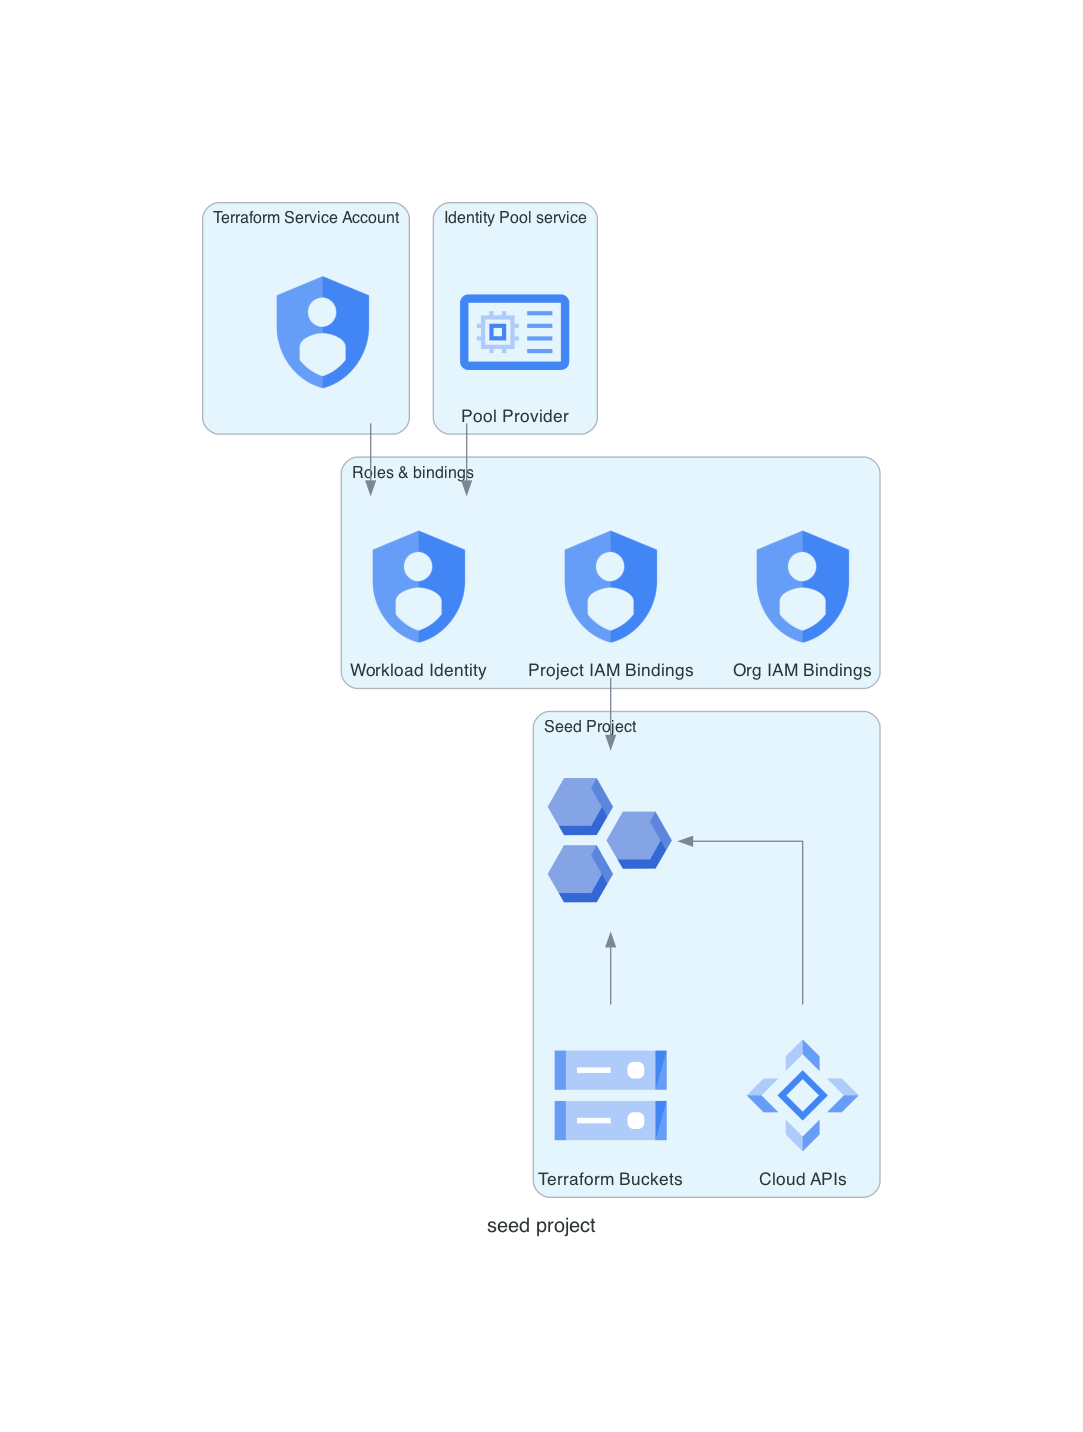 Terraform Service Account
Identity Pool service
Pool Provider
Roles & bindings
Workload Identity
Project IAM Bindings
Org IAM Bindings
Seed Project
Terraform Buckets
Cloud APIs
seed project